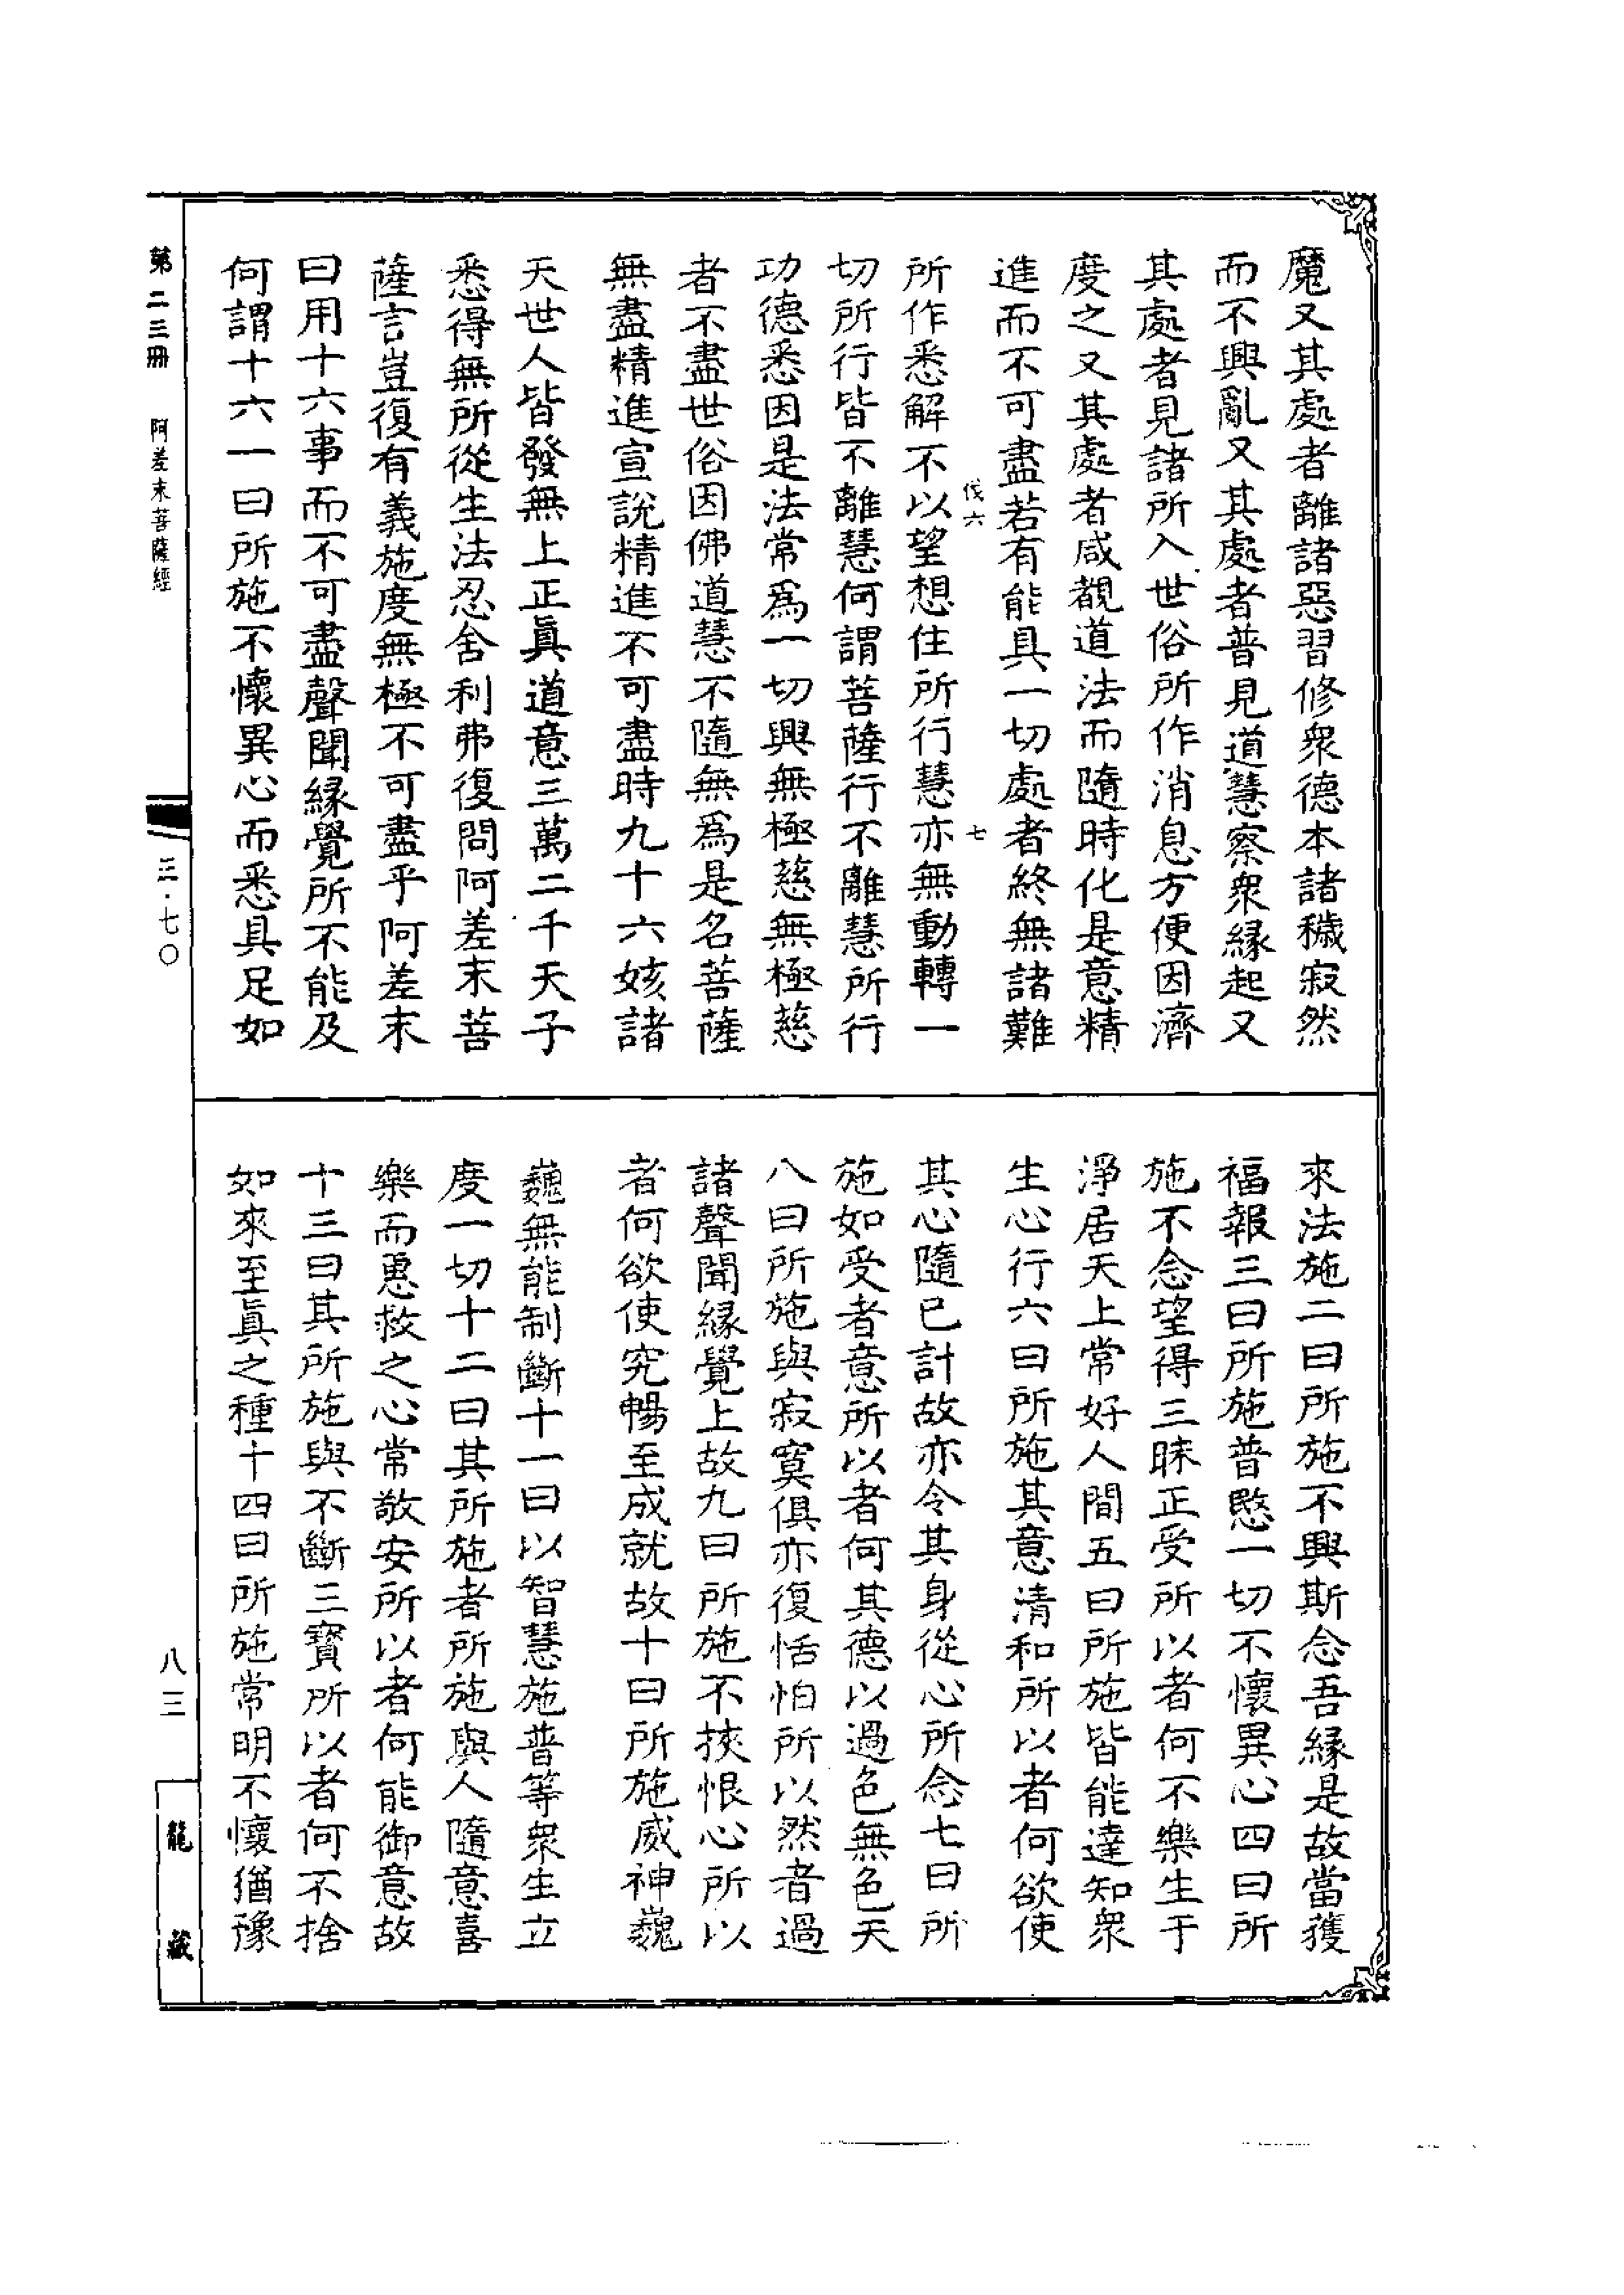 魔又其處者離諸惡習修衆德本諸穢寂然
而不興亂又其處者普見道慧察衆緣起又
其處者見諸所入世俗所作消息方便因濟
度之又其處者咸覩道法而隨時化是意精
進而不可盡若有能具一切處者終無諸難
伐六 七
所作悉解不以望想住所行慧亦無動轉一
切所行皆不離慧何謂菩薩行不離慧所行
功德悉因是法常爲一切興無極慈無極慈
者不盡世俗因佛道慧不隨無爲是名菩薩
無盡精進宣說精進不可盡時九十六姟諸
天世人皆發無上正眞道意三萬二千天子
悉得無所從生法忍舍利弗復問阿差末菩
薩言豈復有義施度無極不可盡乎阿差末
曰用十六事而不可盡聲聞緣覺所不能及
何謂十六一曰所施不懷異心而悉具足如
來法施二曰所施不興斯念吾緣是故當獲
福報三曰所施普愍一切不懷異心四曰所
施不念望得三昧正受所以者何不樂生于
淨居天上常好人間五曰所施皆能達知衆
生心行六曰所施其意清和所以者何欲使
其心隨已計故亦令其身從心所念七曰所
施如受者意所以者何其德以過色無色天
八曰所施與寂寞俱亦復恬怕所以然者過
諸聲聞緣覺上故九曰所施不挾恨心所以
者何欲使究暢至成就故十曰所施威神巍
巍無能制斷十一曰以智慧施普等衆生立
度一切十二曰其所施者所施與人隨意喜
樂而惠救之心常敬安所以者何能御意故
十三曰其所施與不斷三寶所以者何不捨
如來至眞之種十四曰所施常明不懷猶豫
第二三冊 阿差末菩薩經 三·七〇 八三 龍藏